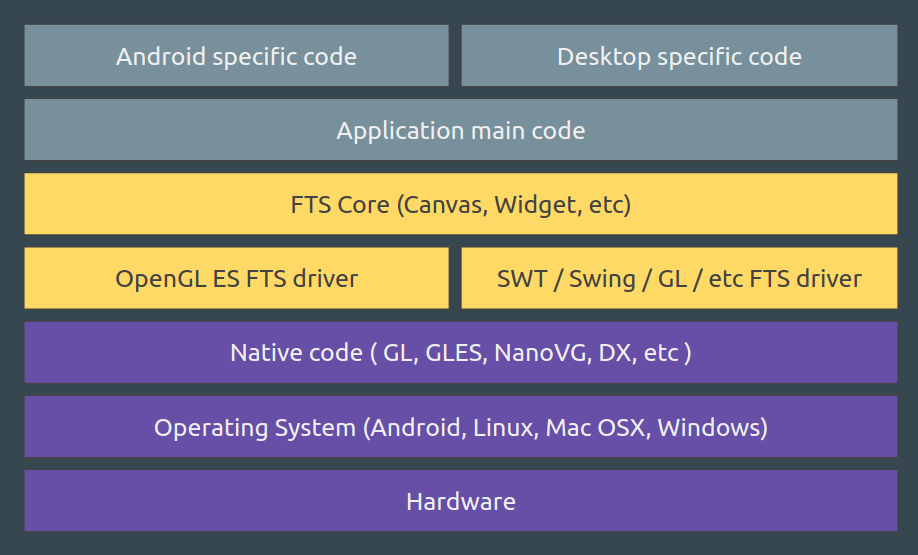 Android specific code
Desktop specific code
Application main code
FTS Core (Canvas, Widget, etc)
OpenGL ES FTS driver
SWT / Swing / GL / etc FTS driver
Native code ( GL, GLES, NanoVG, DX, etc )
Operating System (Android, Linux, Mac OSX, Windows)
Hardware